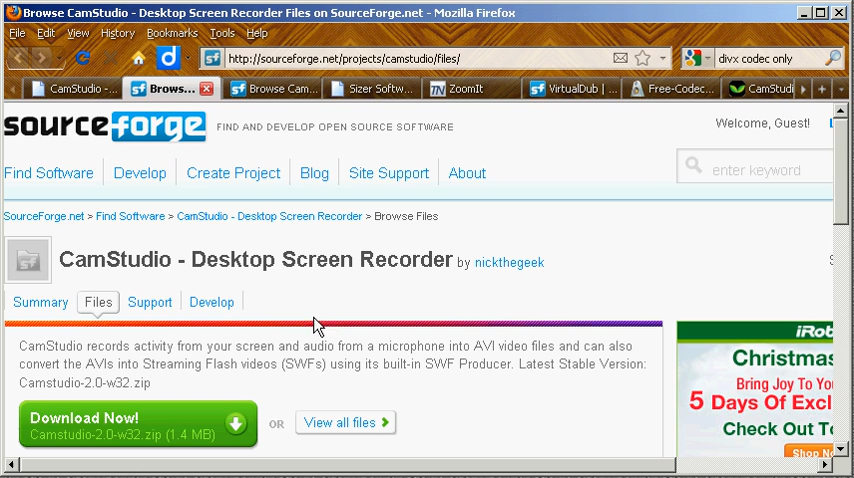 Browse CamStudio - Desktop Screen Recorder Files on SourceForge.net - Mozilla Firefox
File Edit View History Bookmarks Tools Help
d sf http://sourceforge.net/projects/camstudio/files/ divx codec only
CamStudio -... sf Brows... sf Browse Cam... Sizer Softw... ZoomIt sf VirtualDub |... Free-Codec... CamStudi
sourceforge FIND AND DEVELOP OPEN SOURCE SOFTWARE Welcome, Guest!
Find Software Develop Create Project Blog Site Support About enter keyword
SourceForge.net > Find Software > CamStudio - Desktop Screen Recorder > Browse Files
CamStudio - Desktop Screen Recorder by nickthegeek
Summary Files Support Develop
CamStudio records activity from your screen and audio from a microphone into AVI video files and can also
convert the AVIs into Streaming Flash videos (SWFs) using its built-in SWF Producer. Latest Stable Version:
Camstudio-2.0-w32.zip
Download Now!
Camstudio-2.0-w32.zip (1.4 MB)
OR View all files
iRob
Christmas
Bring Joy To You
5 Days Of Excl
Check Out To
Shop No